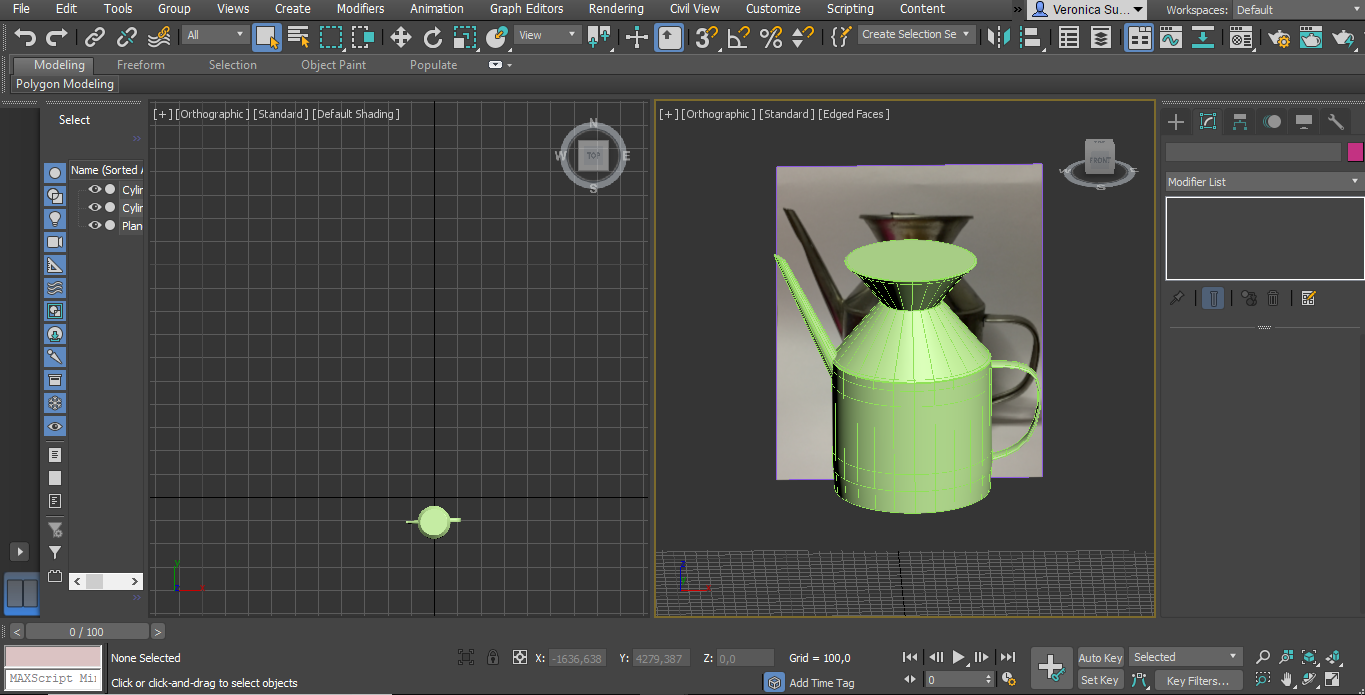 File Edit Tools Group Views Create Modifiers Animation Graph Editors Rendering Civil View Customize Scripting Content » Veronica Su... Workspaces: Default
All View 3 Create Selection Se
Modeling Freeform Selection Object Paint Populate
Polygon Modeling
Select
»
Name (Sorted A
Cylin
Cylin
Plan
[+] [Orthographic] [Standard] [Default Shading]
N
W TOP E
S
[+] [Orthographic] [Standard] [Edged Faces]
FRONT
W E
S
Modifier List
y
< >
»
< 0 / 100 >
None Selected X: -1636,638 Y: 4279,387 Z: 0,0 Grid = 100,0
MAXScript Mi
Click or click-and-drag to select objects Add Time Tag
0
Auto Key Selected
Set Key Key Filters...